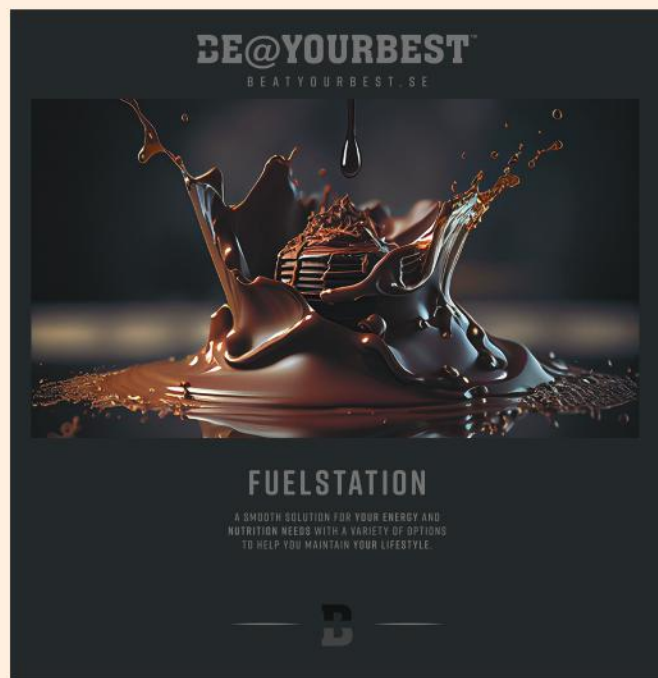 BE@YOURBEST™
BEATYOURBEST.SE
FUELSTATION
A SMOOTH SOLUTION FOR YOUR ENERGY AND
NUTRITION NEEDS WITH A VARIETY OF OPTIONS
TO HELP YOU MAINTAIN YOUR LIFESTYLE.
B